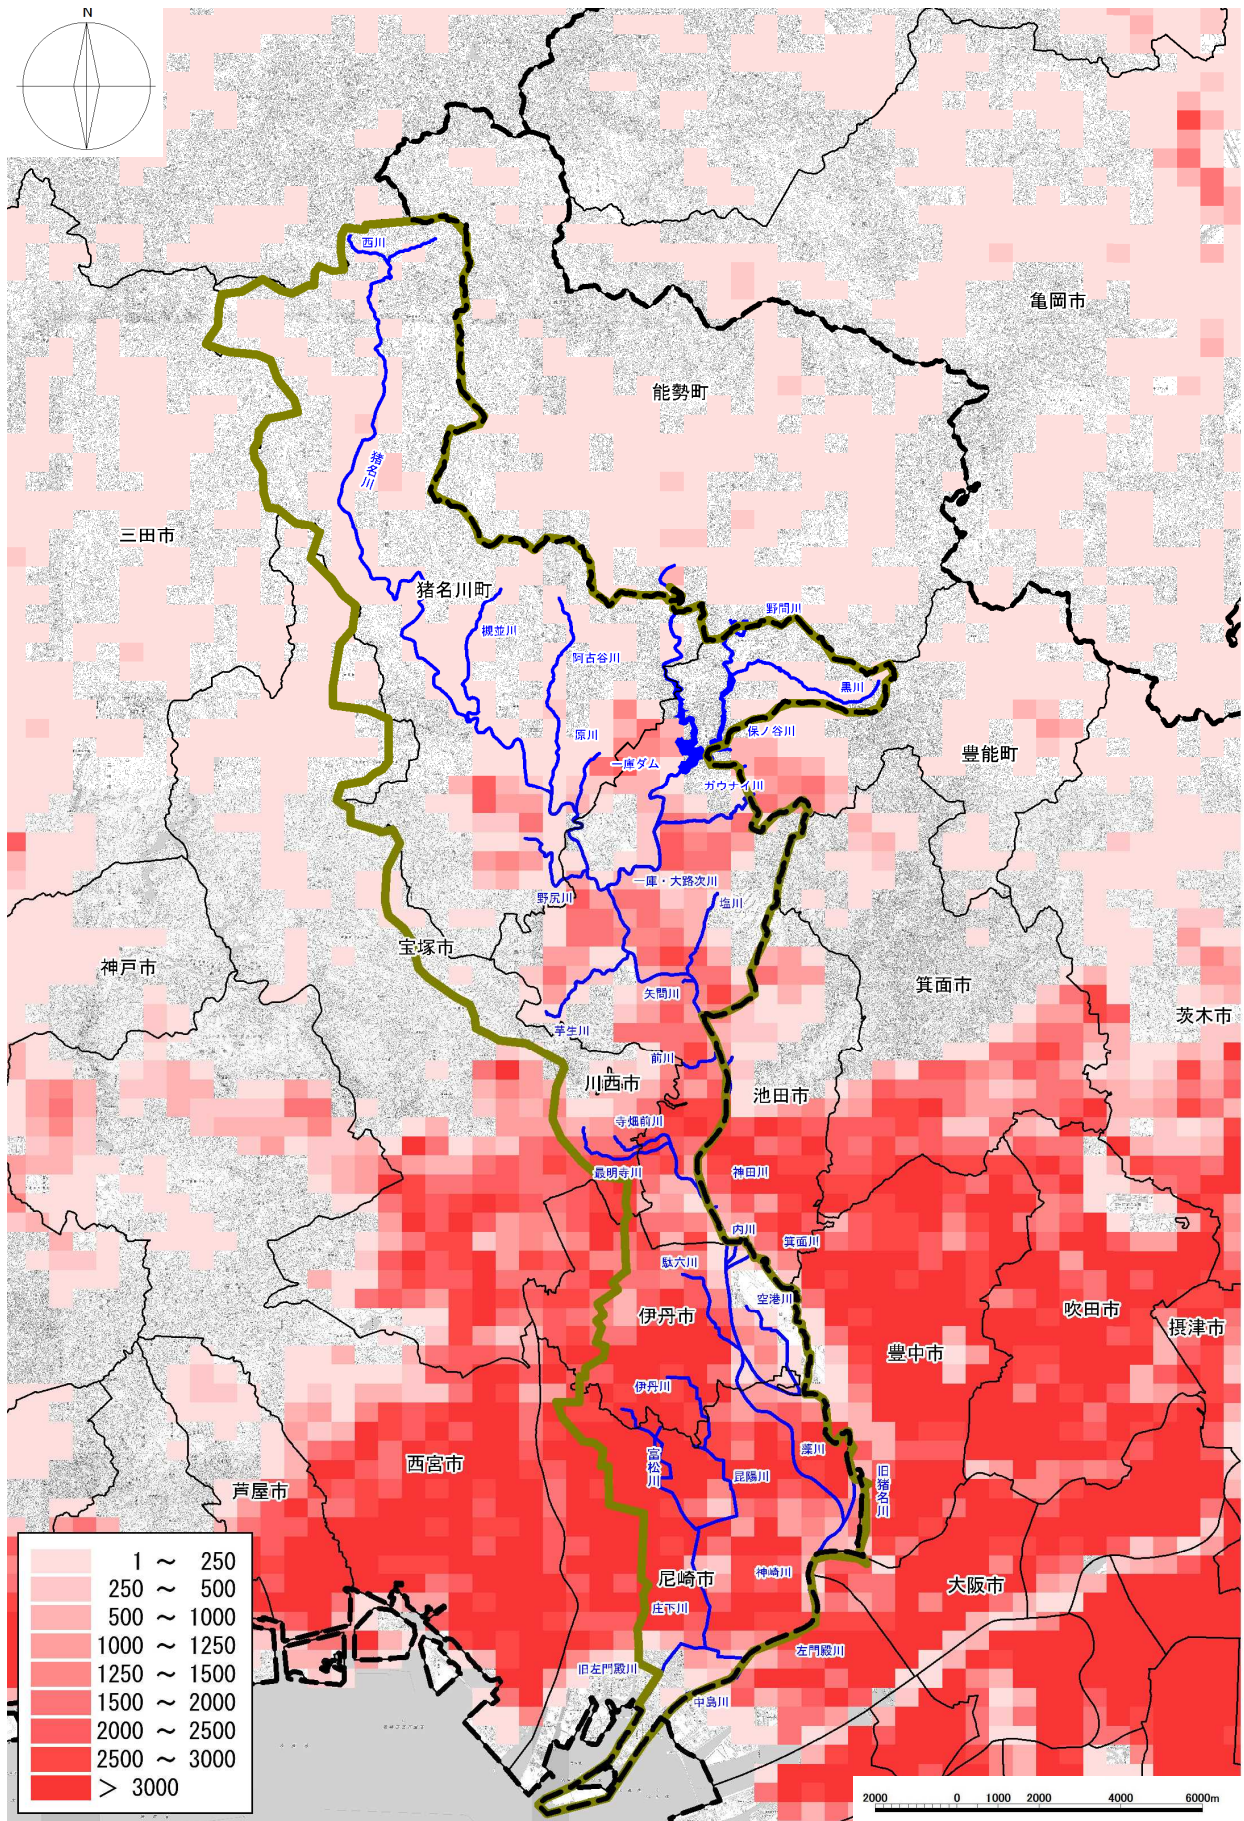 N
西川
亀岡市
能勢町
猪名川
三田市
猪名川町
野間川
槻並川
阿古谷川
黒川
原川
保ノ谷川
一庫ダム
豊能町
ガウナイ川
一庫・大路次川
野尻川
塩川
宝塚市
神戸市
箕面市
矢問川
茨木市
芋生川
前川
川西市
池田市
寺畑前川
最明寺川
神田川
内川
箕面川
駄六川
空港川
伊丹市
吹田市
摂津市
豊中市
伊丹川
藻川
西宮市
富松川
昆陽川
旧猪名川
芦屋市
神崎川
尼崎市
大阪市
庄下川
左門殿川
旧左門殿川
中島川
1 ～ 250
250 ～ 500
500 ～ 1000
1000 ～ 1250
1250 ～ 1500
1500 ～ 2000
2000 ～ 2500
2500 ～ 3000
＞ 3000
2000 0 1000 2000 4000 6000m